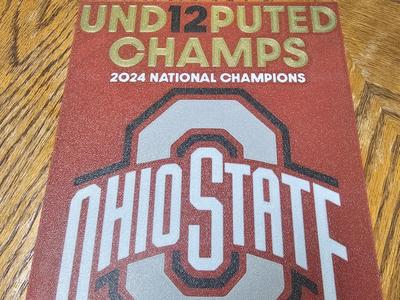 UND12PUTED
CHAMPS
2024 NATIONAL CHAMPIONS
OHIO STATE